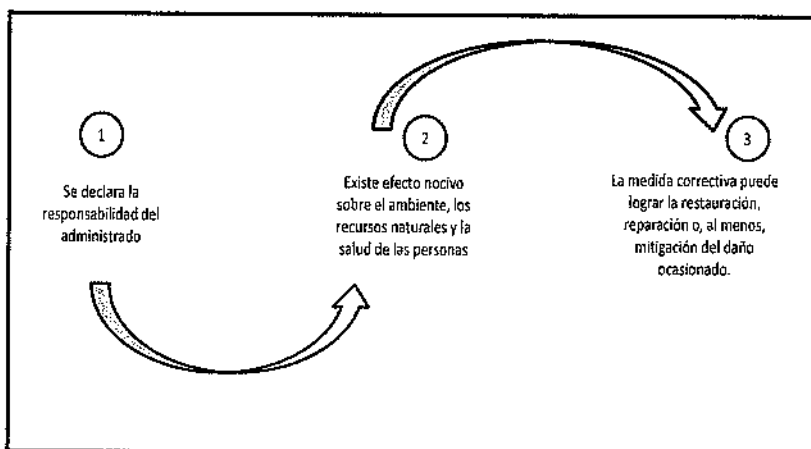 1
Se declara la
responsabilidad del
administrado
2
Existe efecto nocivo
sobre el ambiente, los
recursos naturales y la
salud de las personas
3
La medida correctiva puede
lograr la restauración,
reparación o, al menos,
mitigación del daño
ocasionado.